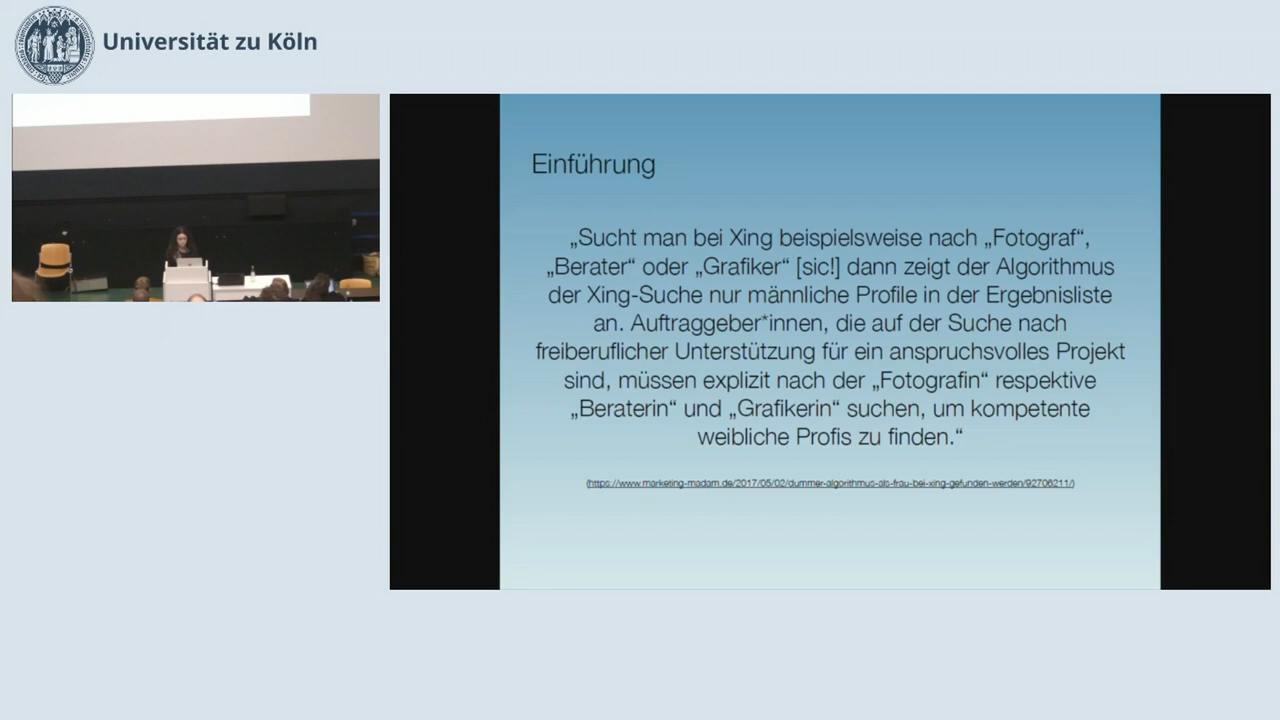 Universität zu Köln
Einführung
„Sucht man bei Xing beispielsweise nach „Fotograf“,
„Berater“ oder „Grafiker“ [sic!] dann zeigt der Algorithmus
der Xing-Suche nur männliche Profile in der Ergebnisliste
an. Auftraggeber*innen, die auf der Suche nach
freiberuflicher Unterstützung für ein anspruchsvolles Projekt
sind, müssen explizit nach der „Fotografin“ respektive
„Beraterin“ und „Grafikerin“ suchen, um kompetente
weibliche Profis zu finden.“
(https://www.marketing-madam.de/2017/05/02/dummer-algorithmus-als-frau-bei-xing-gefunden-werden/92706211/)